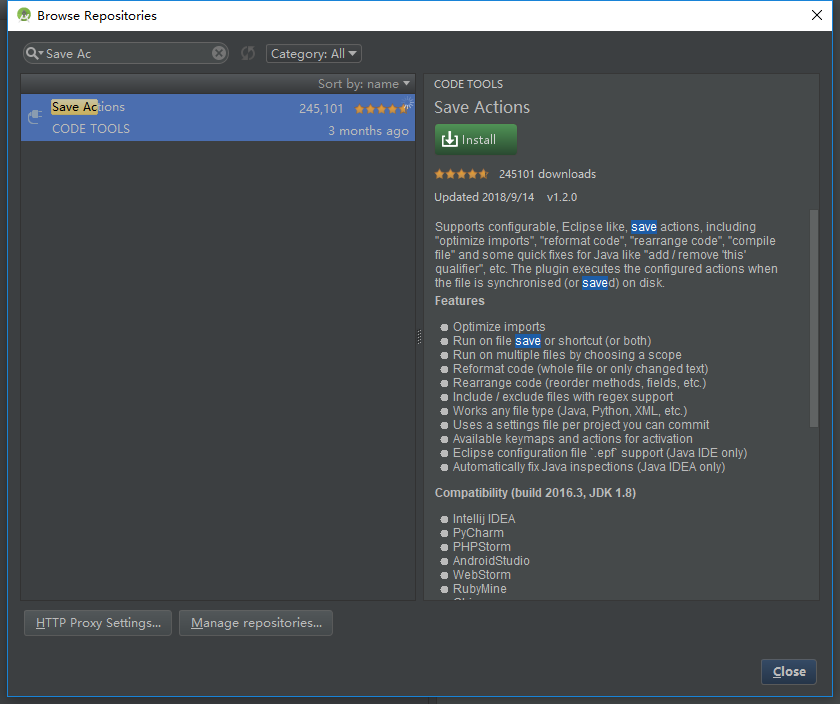 Browse Repositories
Save Ac
Category: All
Sort by: name
Save Actions
245,101
CODE TOOLS
3 months ago
CODE TOOLS
Save Actions
Install
245101 downloads
Updated 2018/9/14 v1.2.0
Supports configurable, Eclipse like, save actions, including
"optimize imports", "reformat code", "rearrange code", "compile
file" and some quick fixes for Java like "add / remove 'this'
qualifier", etc. The plugin executes the configured actions when
the file is synchronised (or saved) on disk.
Features
Optimize imports
Run on file save or shortcut (or both)
Run on multiple files by choosing a scope
Reformat code (whole file or only changed text)
Rearrange code (reorder methods, fields, etc.)
Include / exclude files with regex support
Works any file type (Java, Python, XML, etc.)
Uses a settings file per project you can commit
Available keymaps and actions for activation
Eclipse configuration file `.epf` support (Java IDE only)
Automatically fix Java inspections (Java IDEA only)
Compatibility (build 2016.3, JDK 1.8)
Intellij IDEA
PyCharm
PHPStorm
AndroidStudio
WebStorm
RubyMine
HTTP Proxy Settings...
Manage repositories...
Close